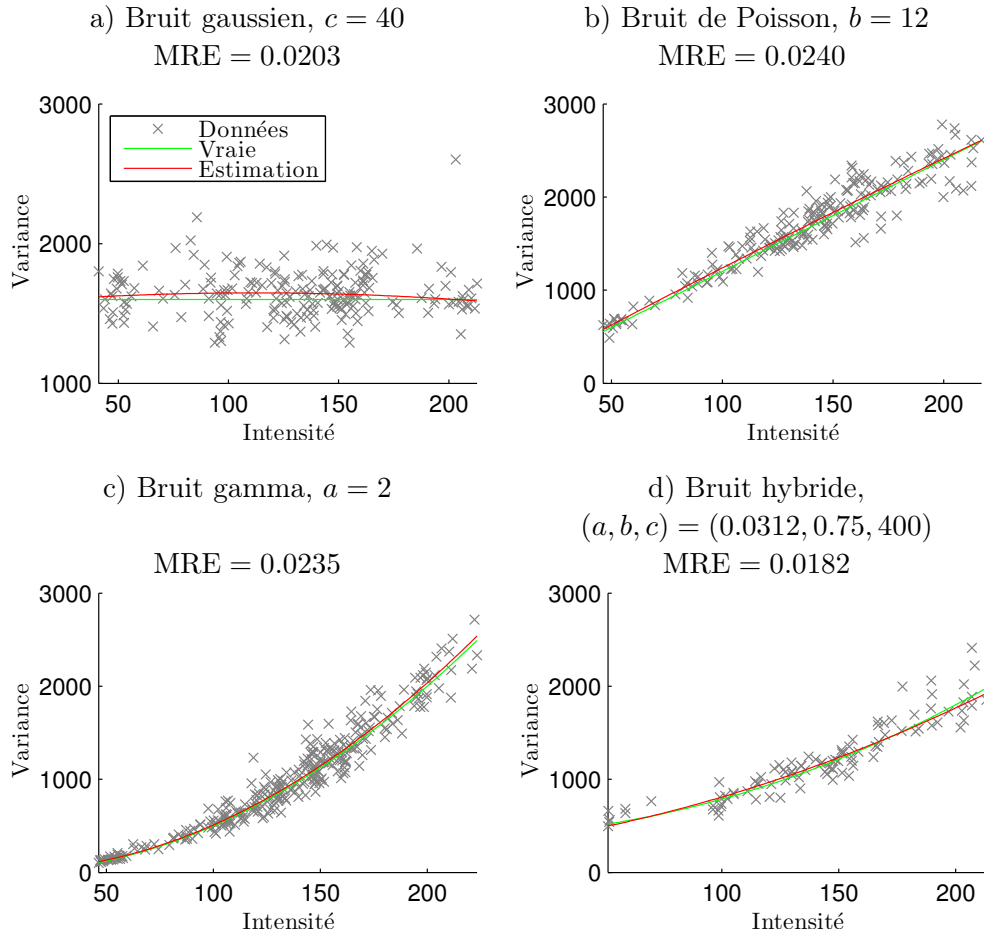 a) Bruit gaussien, c = 40
MRE = 0.0203
3000
2000
1000
Variance
50 100 150 200
Intensité
Données
Vraie
Estimation
b) Bruit de Poisson, b = 12
MRE = 0.0240
3000
2000
1000
0
Variance
50 100 150 200
Intensité
c) Bruit gamma, a = 2
MRE = 0.0235
3000
2000
1000
0
Variance
50 100 150 200
Intensité
d) Bruit hybride,
(a, b, c) = (0.0312, 0.75, 400)
MRE = 0.0182
3000
2000
1000
0
Variance
100 150 200
Intensité